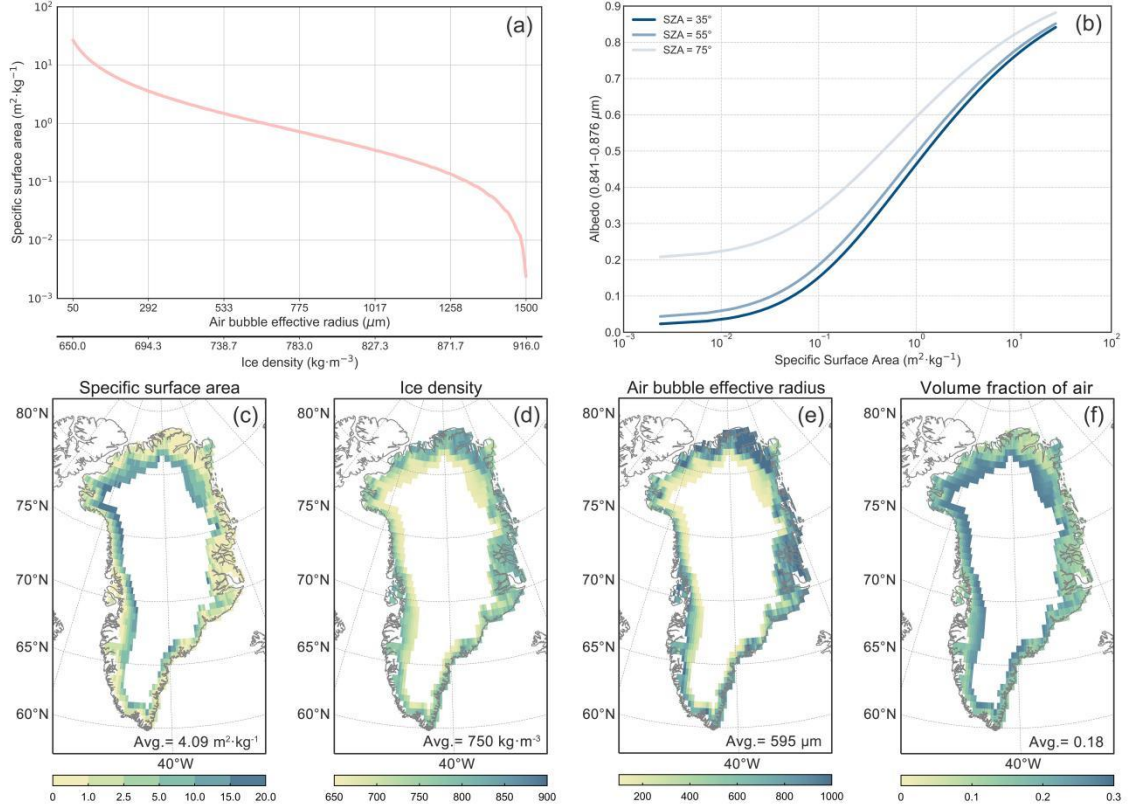 (a)
10²
10¹
10⁰
10⁻¹
10⁻²
10⁻³
Specific surface area (m²·kg⁻¹)
50 292 533 775 1017 1258 1500
Air bubble effective radius (μm)
650.0 694.3 738.7 783.0 827.3 871.7 916.0
Ice density (kg·m⁻³)
(b)
SZA = 35°
SZA = 55°
SZA = 75°
0.9
0.8
0.7
0.6
0.5
0.4
0.3
0.2
0.1
0.0
Albedo (0.841–0.876 μm)
10⁻³ 10⁻² 10⁻¹ 10⁰ 10¹ 10²
Specific Surface Area (m²·kg⁻¹)
Specific surface area
(c)
80°N
75°N
70°N
65°N
60°N
Avg.= 4.09 m²·kg⁻¹
40°W
0 1.0 2.5 5.0 10.0 15.0 20.0
Ice density
(d)
80°N
75°N
70°N
65°N
60°N
Avg.= 750 kg·m⁻³
40°W
650 700 750 800 850 900
Air bubble effective radius
(e)
80°N
75°N
70°N
65°N
60°N
Avg.= 595 μm
40°W
200 400 600 800 1000
Volume fraction of air
(f)
80°N
75°N
70°N
65°N
60°N
Avg.= 0.18
40°W
0 0.1 0.2 0.3